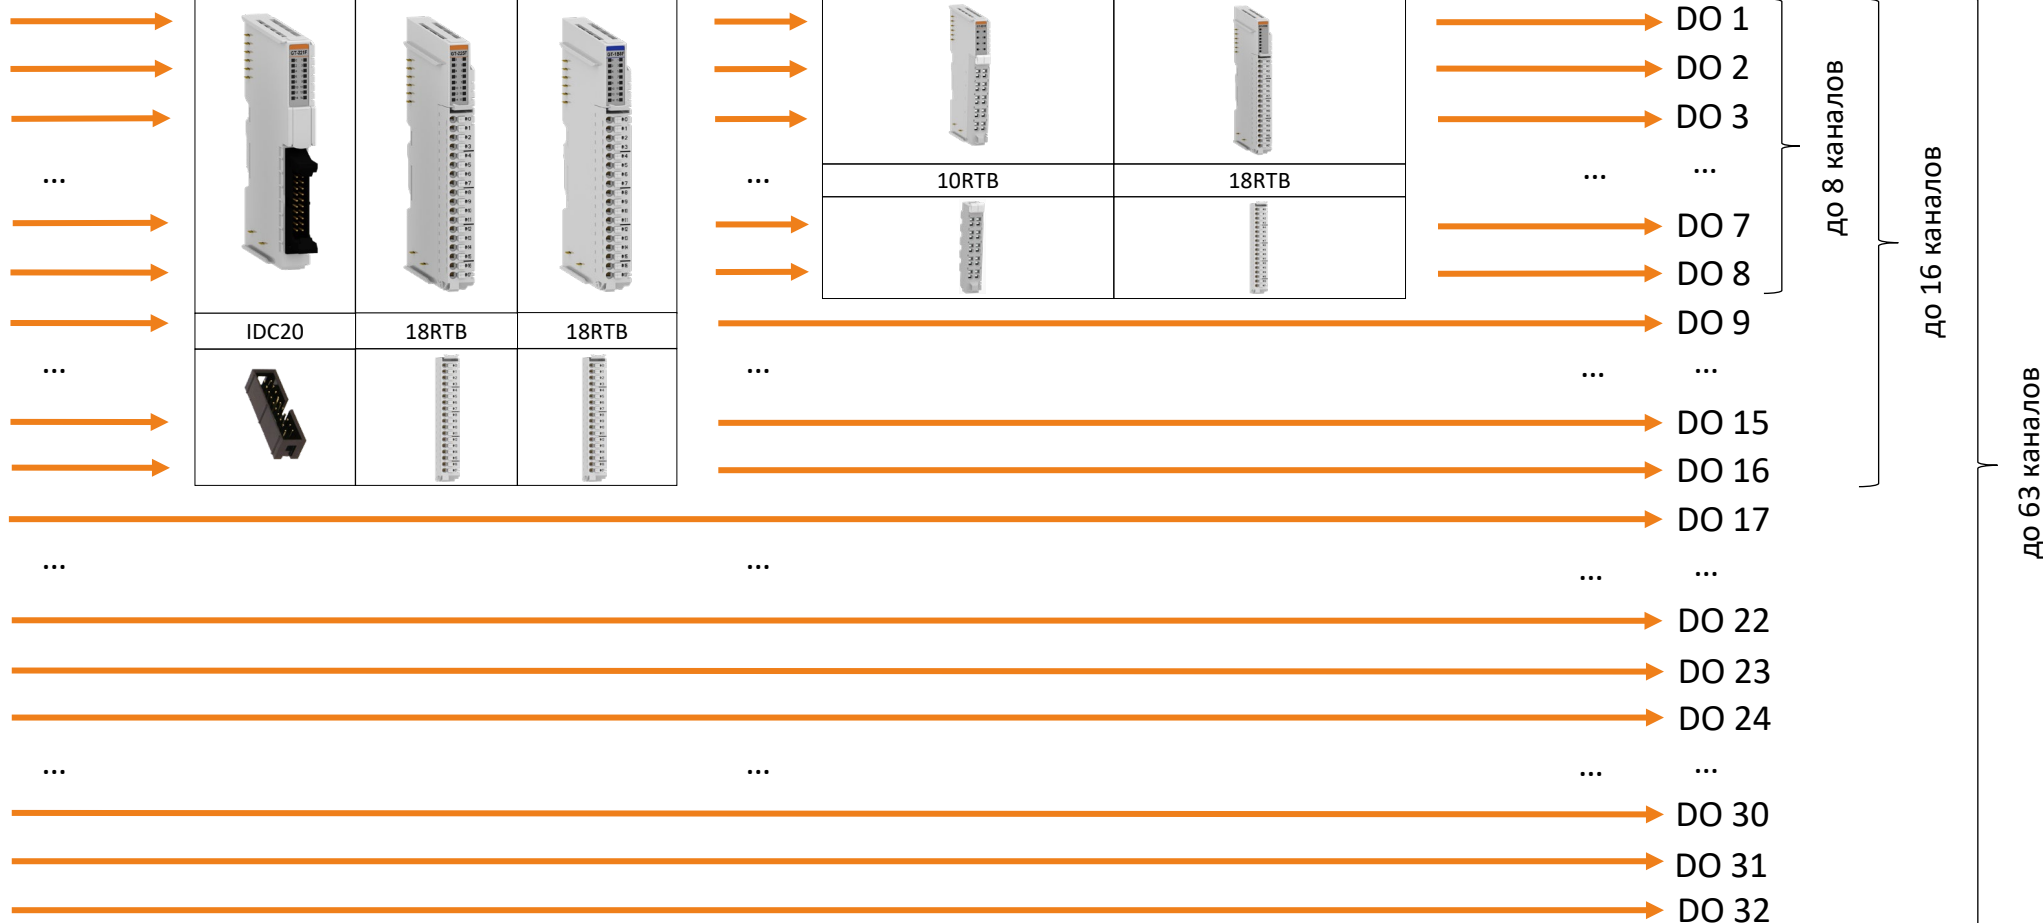 DO 1
DO 2
DO 3
... ... ... ...
10RTB 18RTB
DO 7
DO 8
DO 9
IDC20 18RTB 18RTB
... ... ... ...
DO 15
DO 16
DO 17
... ... ... ...
DO 22
DO 23
DO 24
... ... ... ...
DO 30
DO 31
DO 32
до 8 каналов
до 16 каналов
до 63 каналов